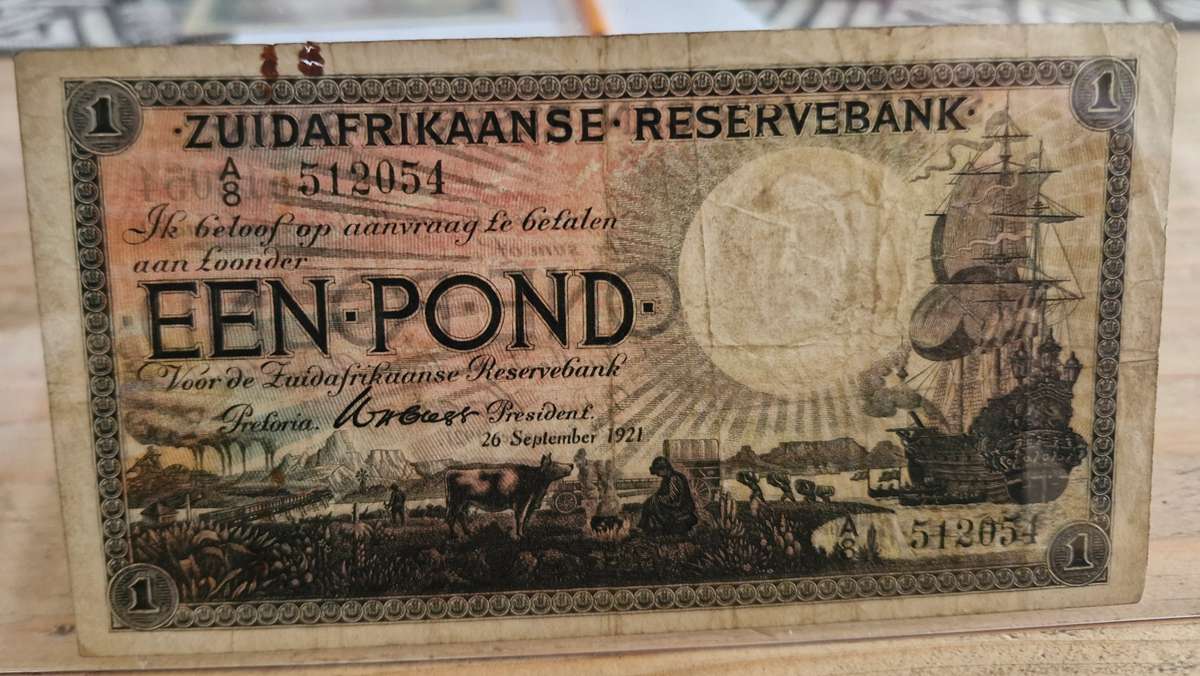 1
1
·ZUIDAFRIKAANSE·RESERVEBANK·
A/8 512054
Ik beloof op aanvraag te betalen
aan toonder
·EEN·POND·
Vóór de Zuidafrikaanse Reservebank
Pretoria. President.
26 September 1921
A/8 512054
1
1